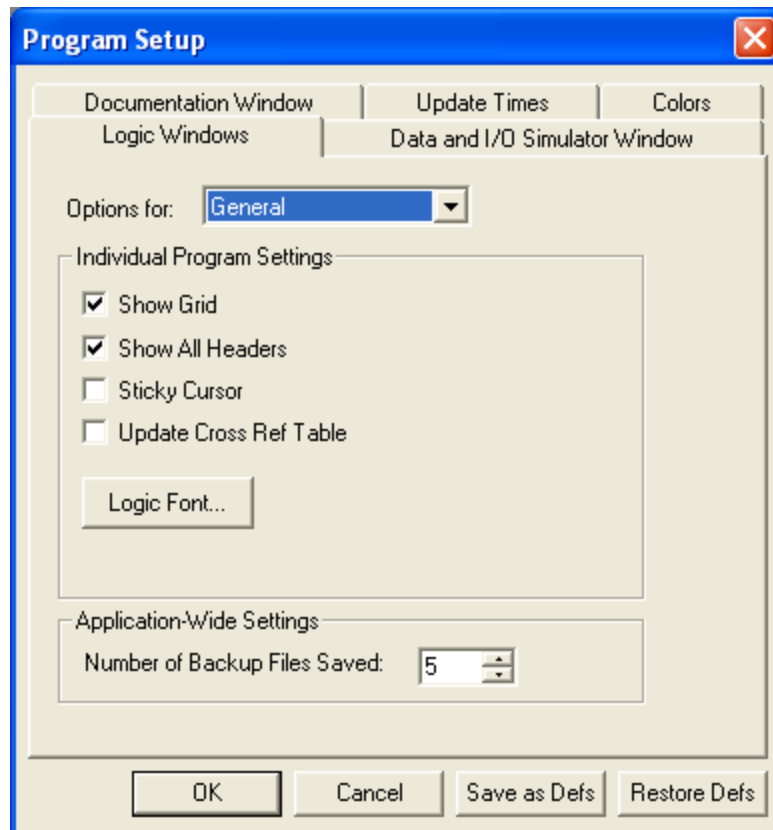 Program Setup
Documentation Window
Update Times
Colors
Logic Windows
Data and I/O Simulator Window
Options for: General
Individual Program Settings
Show Grid
Show All Headers
Sticky Cursor
Update Cross Ref Table
Logic Font...
Application-Wide Settings
Number of Backup Files Saved: 5
OK
Cancel
Save as Defs
Restore Defs